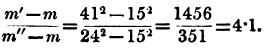 m′ − m / m″ − m = 41² − 15² / 24² − 15² = 1456 / 351 = 4·1.